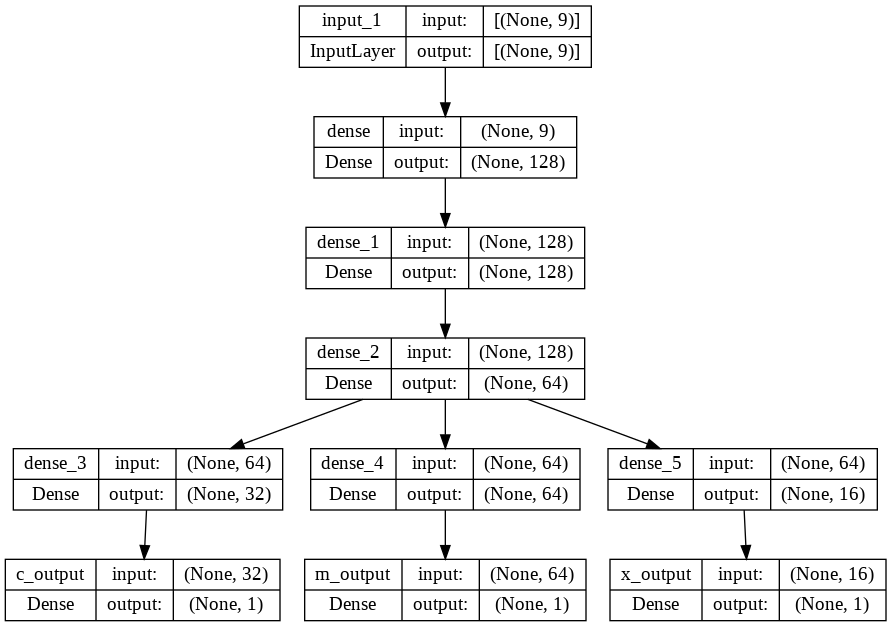 input_1 input: [(None, 9)]
InputLayer output: [(None, 9)]
dense input: (None, 9)
Dense output: (None, 128)
dense_1 input: (None, 128)
Dense output: (None, 128)
dense_2 input: (None, 128)
Dense output: (None, 64)
dense_3 input: (None, 64)
Dense output: (None, 32)
dense_4 input: (None, 64)
Dense output: (None, 64)
dense_5 input: (None, 64)
Dense output: (None, 16)
c_output input: (None, 32)
Dense output: (None, 1)
m_output input: (None, 64)
Dense output: (None, 1)
x_output input: (None, 16)
Dense output: (None, 1)